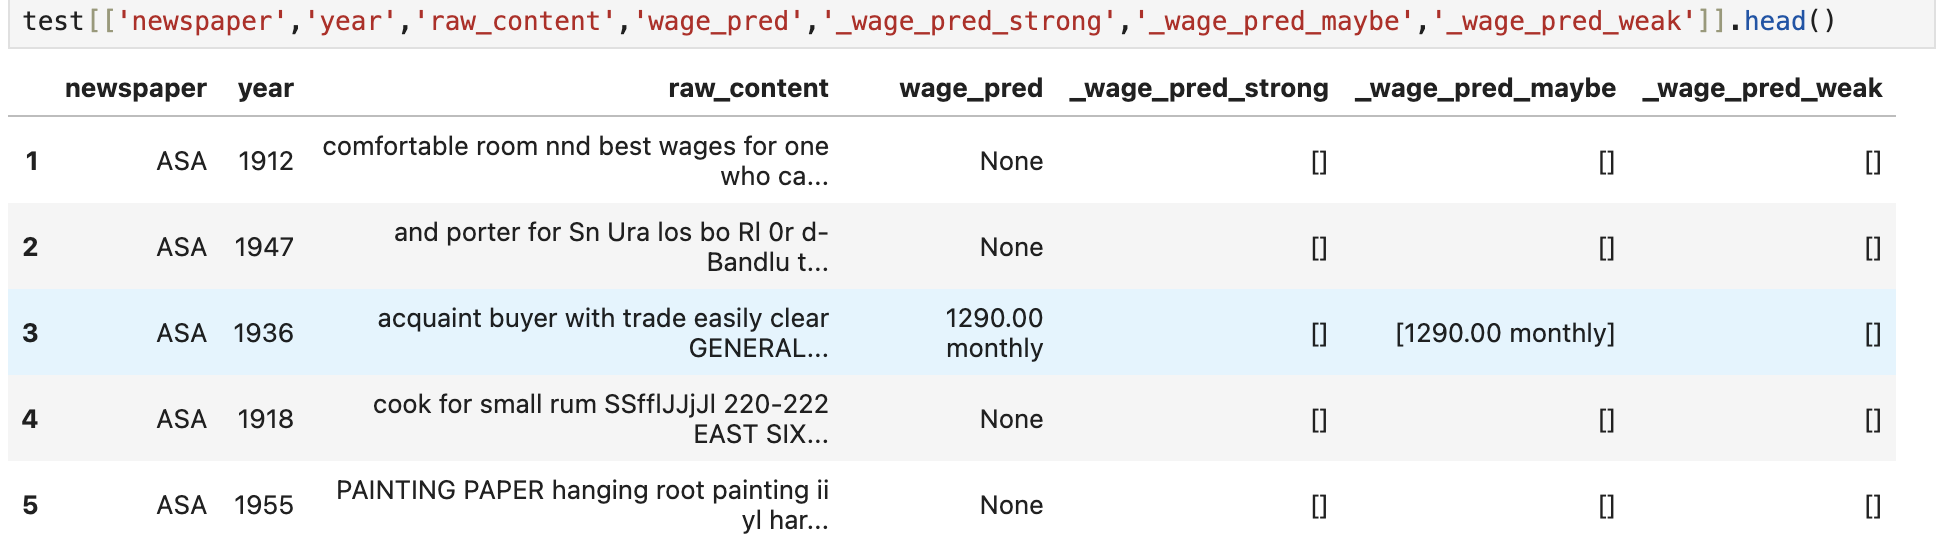 test[['newspaper','year','raw_content','wage_pred','_wage_pred_strong','_wage_pred_maybe','_wage_pred_weak']].head()
newspaper year raw_content wage_pred _wage_pred_strong _wage_pred_maybe _wage_pred_weak
1 ASA 1912 comfortable room nnd best wages for one who ca... None [] [] []
2 ASA 1947 and porter for Sn Ura los bo Rl 0r d-Bandlu t... None [] [] []
3 ASA 1936 acquaint buyer with trade easily clear GENERAL... 1290.00 monthly [] [1290.00 monthly] []
4 ASA 1918 cook for small rum SSfflJJjJl 220-222 EAST SIX... None [] [] []
5 ASA 1955 PAINTING PAPER hanging root painting ii yl har... None [] [] []